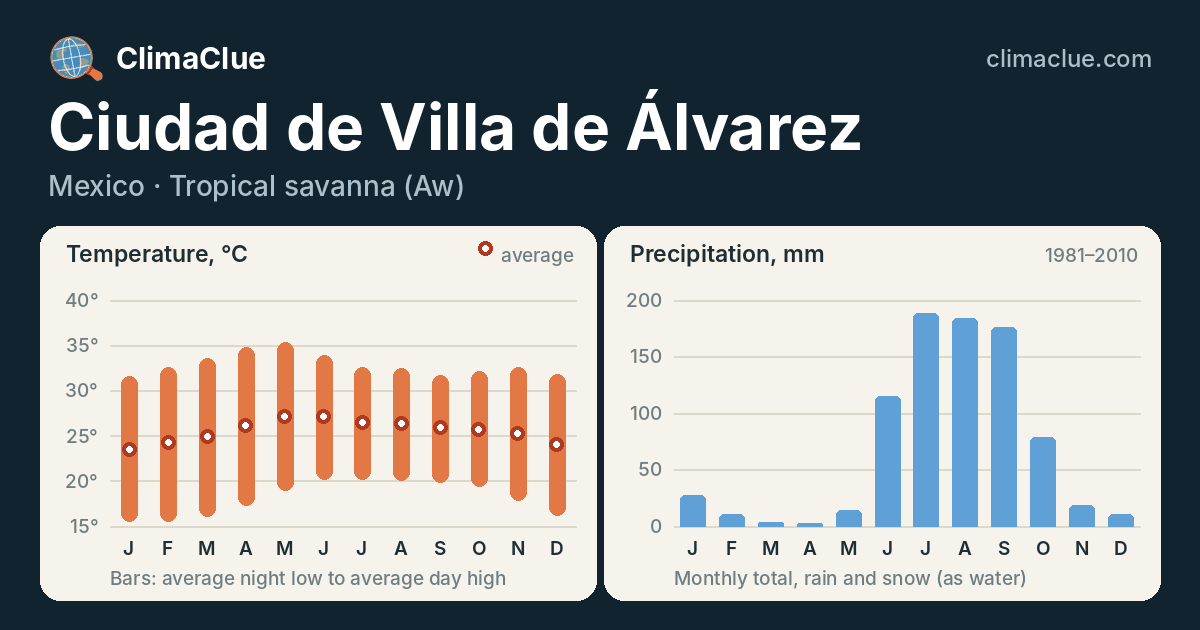 ClimaClue
climaclue.com
Ciudad de Villa de Álvarez
Mexico · Tropical savanna (Aw)
Temperature, °C
average
40°
35°
30°
25°
20°
15°
J F M A M J J A S O N D
Bars: average night low to average day high
Precipitation, mm
1981–2010
200
150
100
50
0
J F M A M J J A S O N D
Monthly total, rain and snow (as water)